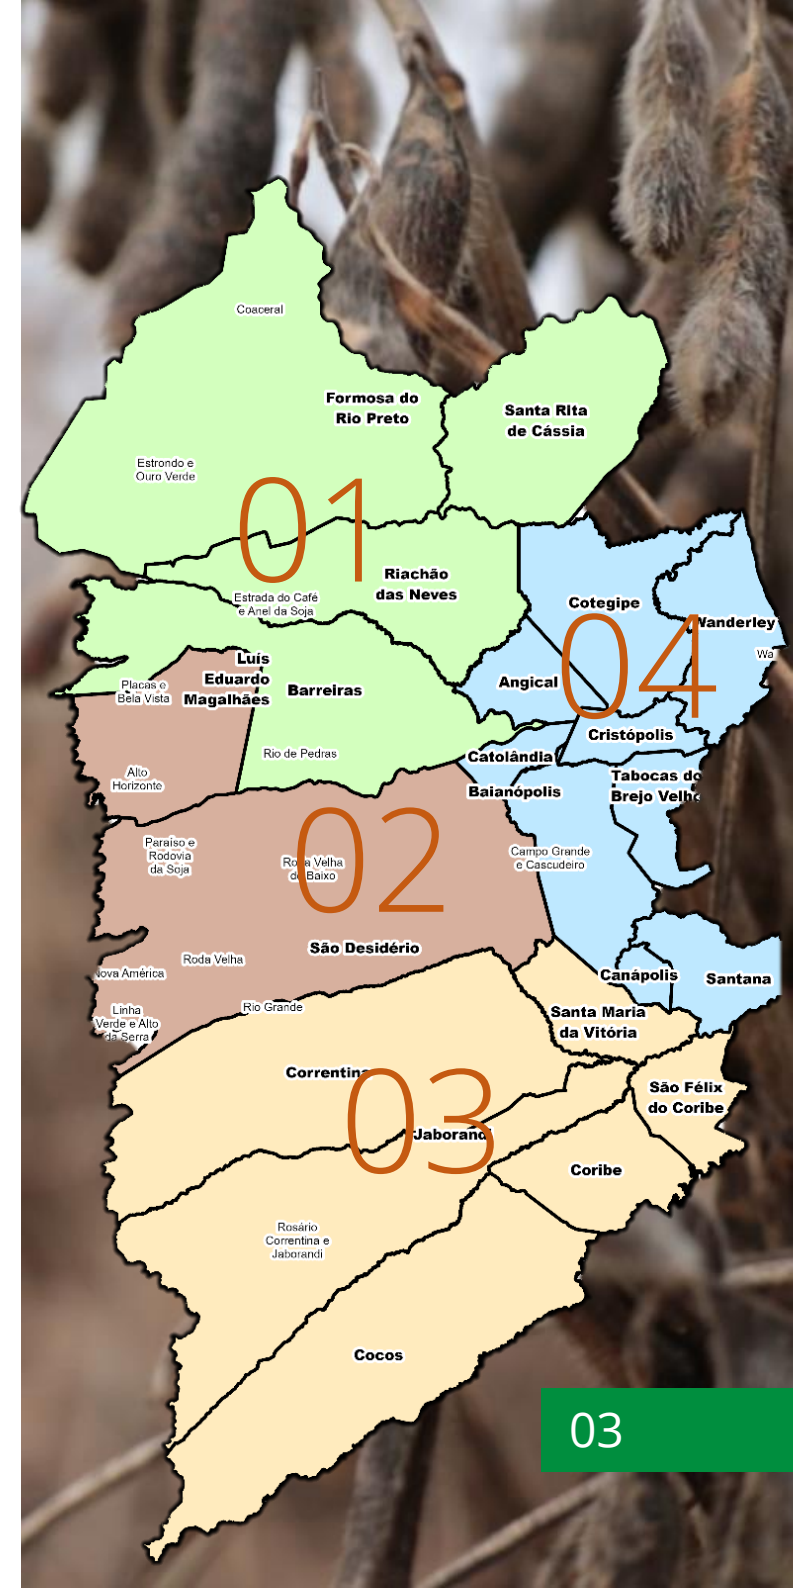 Coaceral
Formosa do
Rio Preto
Santa RIta
de Cássia
Estrondo e
Ouro Verde
01
Riachão
das Neves
Estrada do Café
e Anel da Soja
Cotegipe
Wanderley
Wa
04
Luís
Eduardo
Magalhães
Placas e
Bela Vista
Barreiras
Angical
Cristópolis
Rio de Pedras
Catolândia
Baianópolis
Tabocas do
Brejo Velho
Alto
Horizonte
02
Paraíso e
Rodovia
da Soja
Roda Velha
de Baixo
Campo Grande
e Cascudeiro
São Desidério
Roda Velha
Nova América
Canápolis
Santana
Linha
Verde e Alto
da Serra
Rio Grande
Santa Maria
da Vitória
Correntina
03
Jaborandi
São Félix
do Coribe
Coribe
Rosário
Correntina e
Jaborandi
Cocos
03